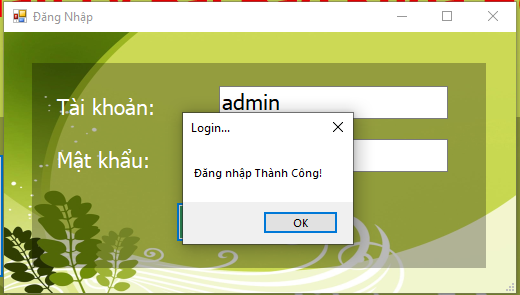 Đăng Nhập
Tài khoản:
admin
Login...
Mật khẩu:
Đăng nhập Thành Công!
OK